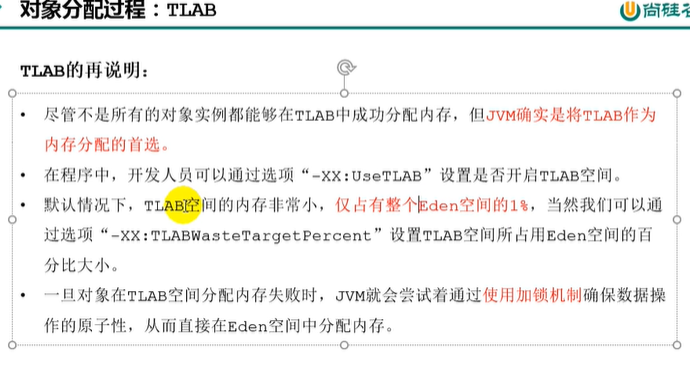 对象分配过程：TLAB
尚硅谷
TLAB的再说明：
• 尽管不是所有的对象实例都能够在TLAB中成功分配内存，但JVM确实是将TLAB作为
内存分配的首选。
• 在程序中，开发人员可以通过选项“-XX:UseTLAB”设置是否开启TLAB空间。
• 默认情况下，TLAB空间的内存非常小，仅占有整个Eden空间的1%，当然我们可以通
过选项“-XX:TLABWasteTargetPercent”设置TLAB空间所占用Eden空间的百
分比大小。
• 一旦对象在TLAB空间分配内存失败时，JVM就会尝试着通过使用加锁机制确保数据操
作的原子性，从而直接在Eden空间中分配内存。